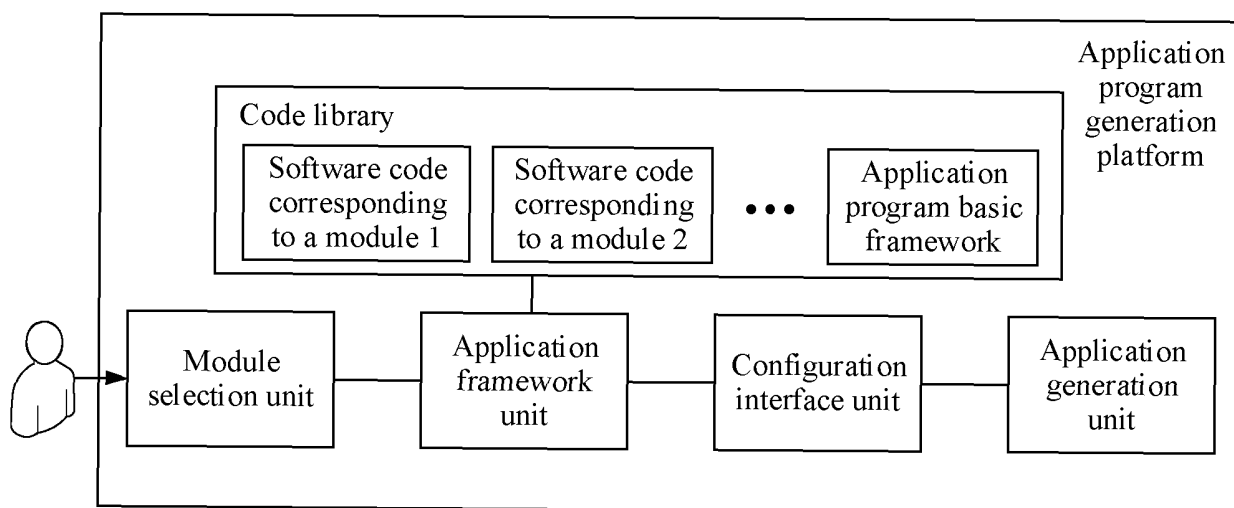 Application
program
generation
platform
Code library
Software code
corresponding
to a module 1
Software code
corresponding
to a module 2
Application
program basic
framework
Module
selection unit
Application
framework
unit
Configuration
interface unit
Application
generation
unit